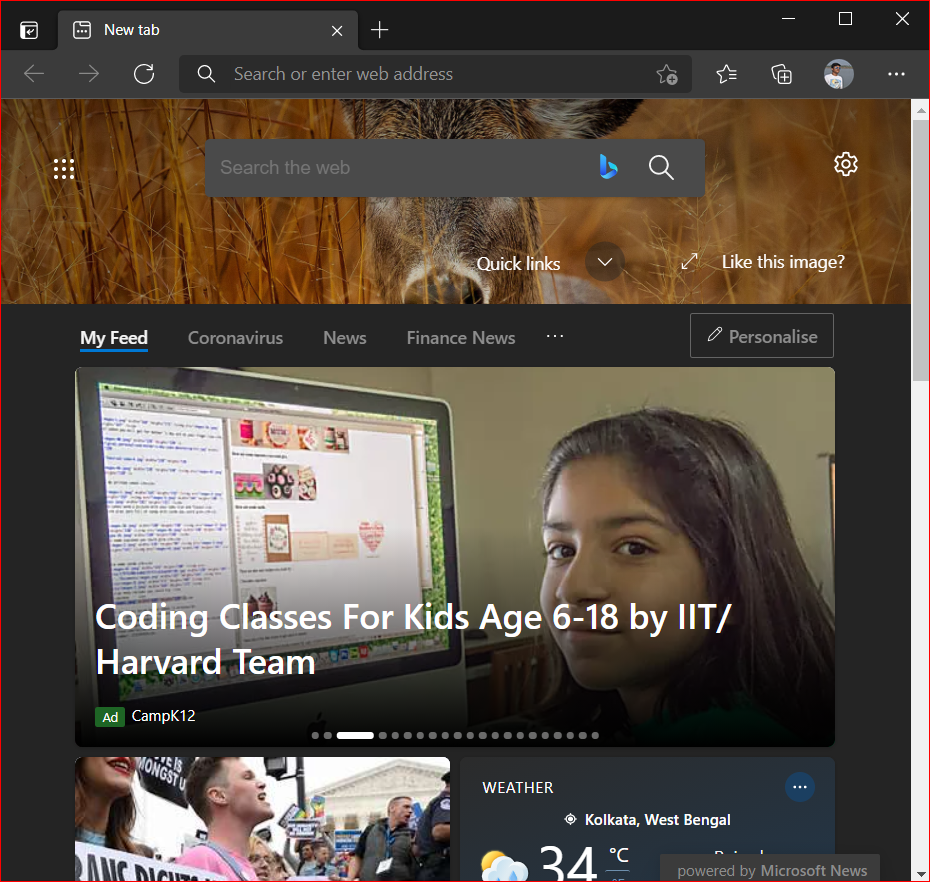 New tab
Search or enter web address
Search the web
Quick links
Like this image?
My Feed
Coronavirus
News
Finance News
Personalise
Coding Classes For Kids Age 6-18 by IIT/
Harvard Team
Ad CampK12
WEATHER
Kolkata, West Bengal
34 °C
powered by Microsoft News